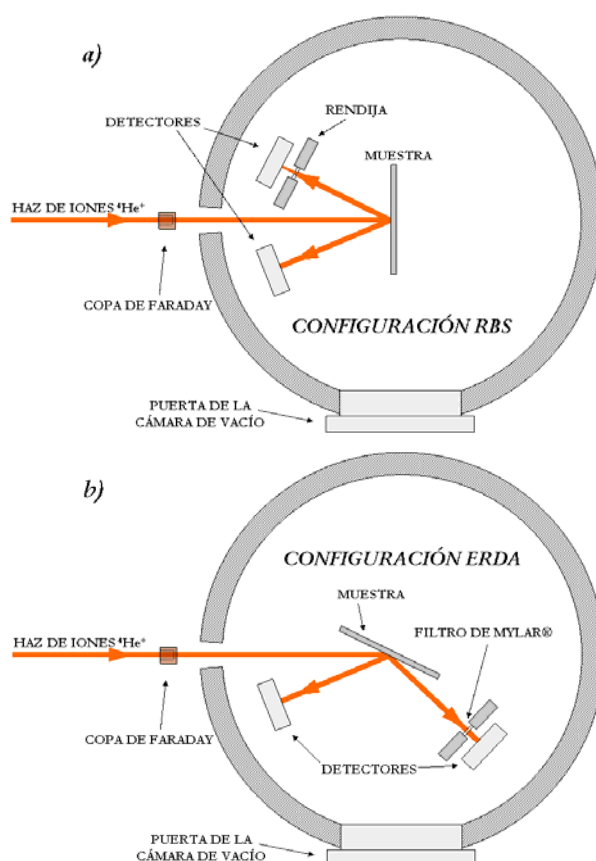 a)
RENDIJA
DETECTORES
MUESTRA
HAZ DE IONES ⁴He⁺
COPA DE FARADAY
CONFIGURACIÓN RBS
PUERTA DE LA
CÁMARA DE VACÍO
b)
CONFIGURACIÓN ERDA
MUESTRA
FILTRO DE MYLAR®
HAZ DE IONES ⁴He⁺
COPA DE FARADAY
DETECTORES
PUERTA DE LA
CÁMARA DE VACÍO